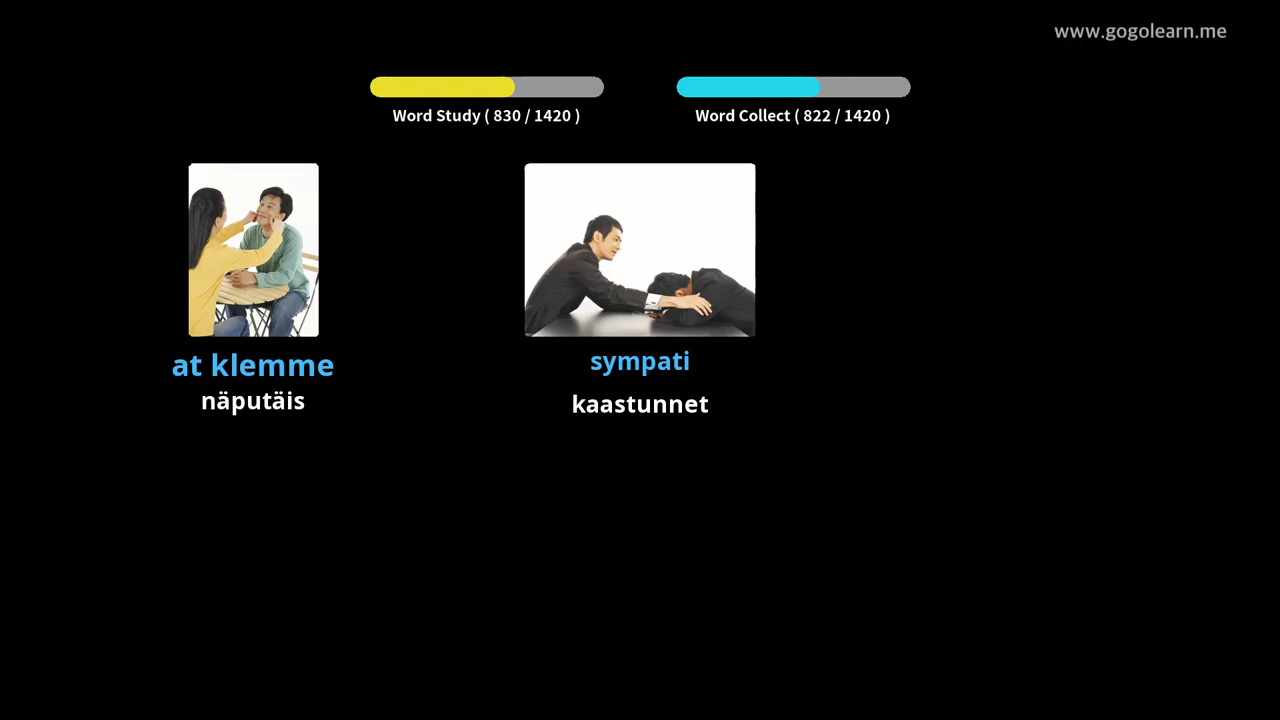 www.gogolearn.me
Word Study ( 830 / 1420 )
Word Collect ( 822 / 1420 )
at klemme
näputäis
sympati
kaastunnet